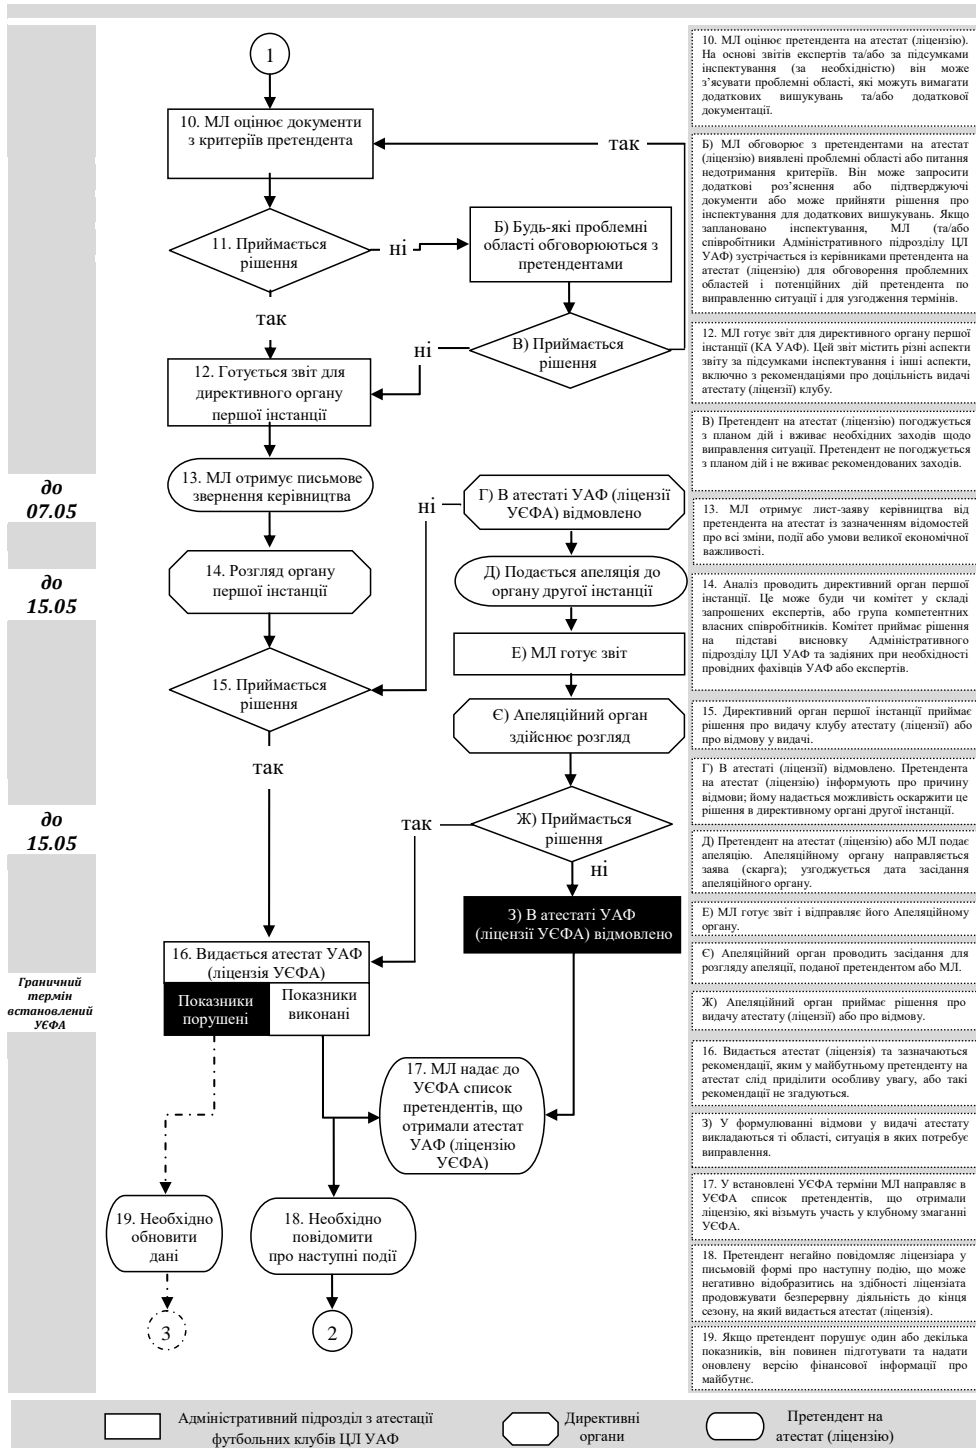 1
10. МЛ оцінює документи
з критеріїв претендента
так
11. Приймається
рішення
ні
Б) Будь-які проблемні
області обговорюються з
претендентами
так
ні
В) Приймається
рішення
12. Готується звіт для
директивного органу
першої інстанції
13. МЛ отримує письмове
звернення керівництва
до
07.05
ні
Г) В атестаті УАФ (ліцензії
УЄФА) відмовлено
14. Розгляд органу
першої інстанції
до
15.05
Д) Подається апеляція до
органу другої інстанції
Е) МЛ готує звіт
15. Приймається
рішення
Є) Апеляційний орган
здійснює розгляд
так
до
15.05
так
Ж) Приймається
рішення
ні
З) В атестаті УАФ
(ліцензії УЄФА) відмовлено
16. Видається атестат УАФ
(ліцензія УЄФА)
Показники
порушені
Показники
виконані
Граничний
термін
встановлений
УЄФА
17. МЛ надає до
УЄФА список
претендентів, що
отримали атестат
УАФ (ліцензію
УЄФА)
19. Необхідно
обновити
дані
18. Необхідно
повідомити
про наступні події
3
2
10. МЛ оцінює претендента на атестат (ліцензію).
На основі звітів експертів та/або за підсумками
інспектування (за необхідністю) він може
з’ясувати проблемні області, які можуть вимагати
додаткових вишукувань та/або додаткової
документації.
Б) МЛ обговорює з претендентами на атестат
(ліцензію) виявлені проблемні області або питання
недотримання критеріїв. Він може запросити
додаткові роз’яснення або підтверджуючі
документи або може прийняти рішення про
інспектування для додаткових вишукувань. Якщо
заплановано інспектування, МЛ (та/або
співробітники Адміністративного підрозділу ЦЛ
УАФ) зустрічається із керівниками претендента на
атестат (ліцензію) для обговорення проблемних
областей і потенційних дій претендента по
виправленню ситуації і для узгодження термінів.
12. МЛ готує звіт для директивного органу першої
інстанції (КА УАФ). Цей звіт містить різні аспекти
звіту за підсумками інспектування і інші аспекти,
включно з рекомендаціями про доцільність видачі
атестату (ліцензії) клубу.
В) Претендент на атестат (ліцензію) погоджується
з планом дій і вживає необхідних заходів щодо
виправлення ситуації. Претендент не погоджується
з планом дій і не вживає рекомендованих заходів.
13. МЛ отримує лист-заяву керівництва від
претендента на атестат із зазначенням відомостей
про всі зміни, події або умови великої економічної
важливості.
14. Аналіз проводить директивний орган першої
інстанції. Це може буди чи комітет у складі
запрошених експертів, або група компетентних
власних співробітників. Комітет приймає рішення
на підставі висновку Адміністративного
підрозділу ЦЛ УАФ та задіяних при необхідності
провідних фахівців УАФ або експертів.
15. Директивний орган першої інстанції приймає
рішення про видачу клубу атестату (ліцензії) або
про відмову у видачі.
Г) В атестаті (ліцензії) відмовлено. Претендента
на атестат (ліцензію) інформують про причину
відмови; йому надається можливість оскаржити це
рішення в директивному органі другої інстанції.
Д) Претендент на атестат (ліцензію) або МЛ подає
апеляцію. Апеляційному органу направляється
заява (скарга); узгоджується дата засідання
апеляційного органу.
Е) МЛ готує звіт і відправляє його Апеляційному
органу.
Є) Апеляційний орган проводить засідання для
розгляду апеляції, поданої претендентом або МЛ.
Ж) Апеляційний орган приймає рішення про
видачу атестату (ліцензії) або про відмову.
16. Видається атестат (ліцензія) та зазначаються
рекомендації, яким у майбутньому претенденту на
атестат слід приділити особливу увагу, або такі
рекомендації не згадуються.
З) У формулюванні відмови у видачі атестату
викладаються ті області, ситуація в яких потребує
виправлення.
17. У встановлені УЄФА терміни МЛ направляє в
УЄФА список претендентів, що отримали
ліцензію, які візьмуть участь у клубному змаганні
УЄФА.
18. Претендент негайно повідомляє ліцензіара у
письмовій формі про наступну подію, що може
негативно відобразитись на здібності ліцензіата
продовжувати безперервну діяльність до кінця
сезону, на який видається атестат (ліцензія).
19. Якщо претендент порушує один або декілька
показників, він повинен підготувати та надати
оновлену версію фінансової інформації про
майбутнє.
Адміністративний підрозділ з атестації
футбольних клубів ЦЛ УАФ
Директивні
органи
Претендент на
атестат (ліцензію)